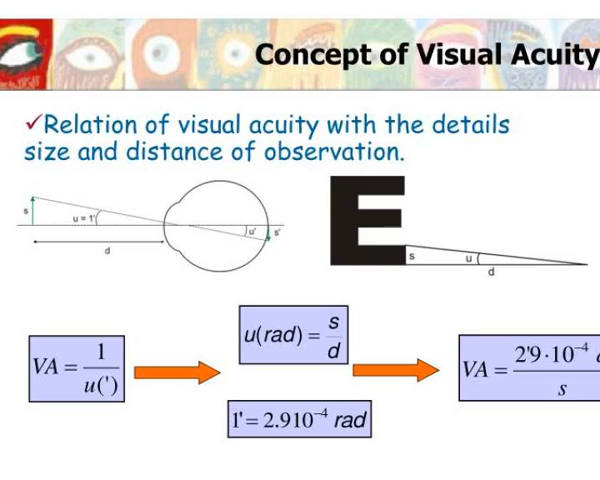 Concept of Visual Acuity
✓Relation of visual acuity with the details
size and distance of observation.
s
u = 1'
d
u'
s'
s
u
d
VA = 1/u(')
u(rad) = s/d
1'= 2.910⁻⁴ rad
VA = 2'9·10⁻⁴ / s